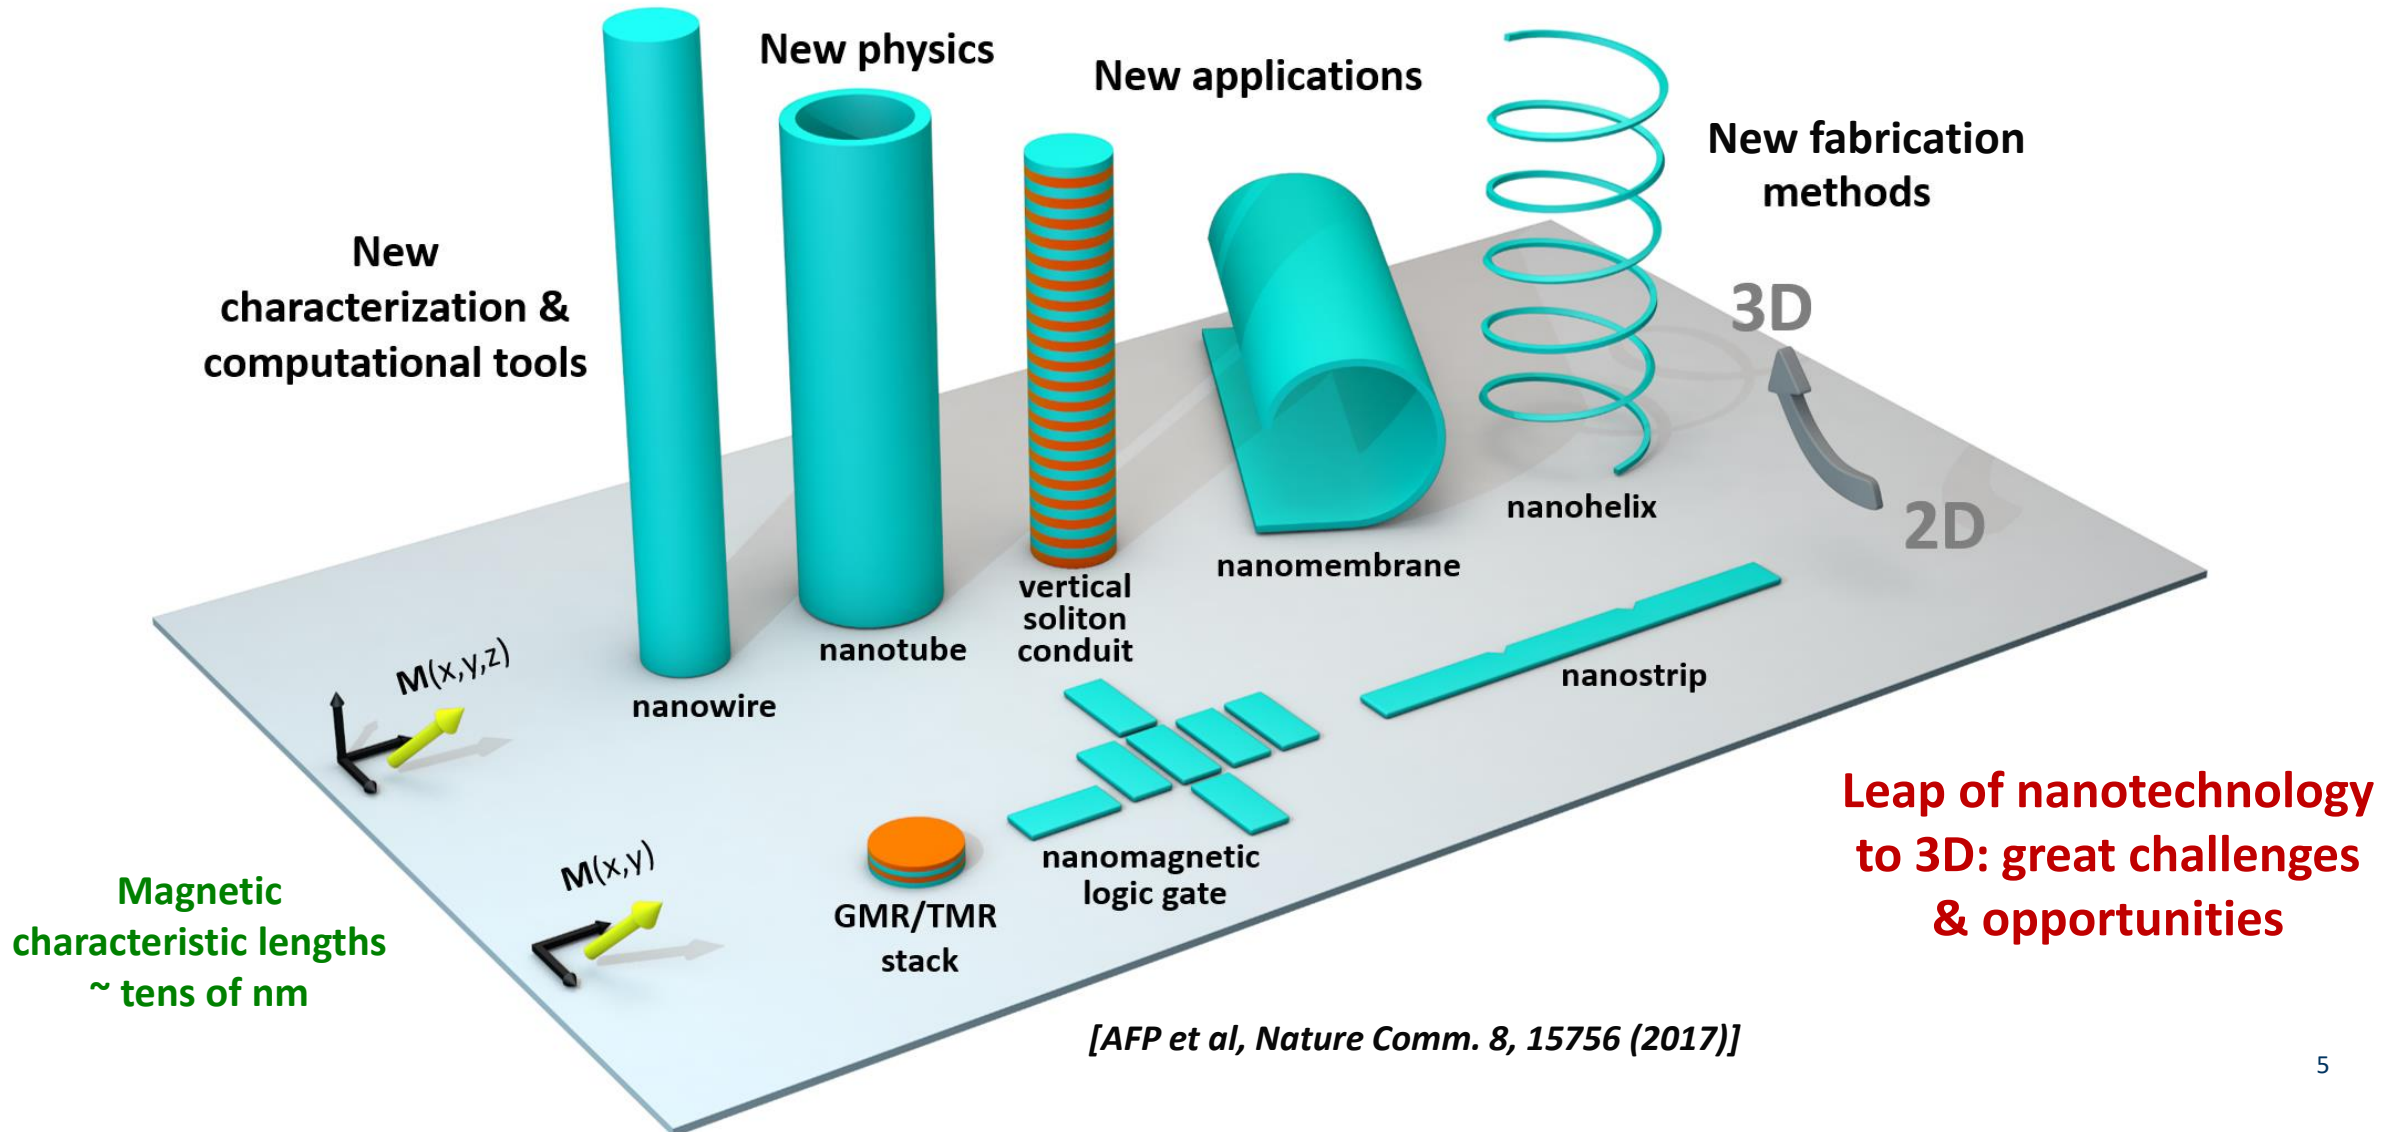 New physics
New applications
New fabrication
methods
New
characterization &
computational tools
3D
2D
nanohelix
nanomembrane
vertical
soliton
conduit
nanotube
nanowire
nanostrip
M(x,y,z)
M(x,y)
nanomagnetic
logic gate
GMR/TMR
stack
Magnetic
characteristic lengths
~ tens of nm
Leap of nanotechnology
to 3D: great challenges
& opportunities
[AFP et al, Nature Comm. 8, 15756 (2017)]
5